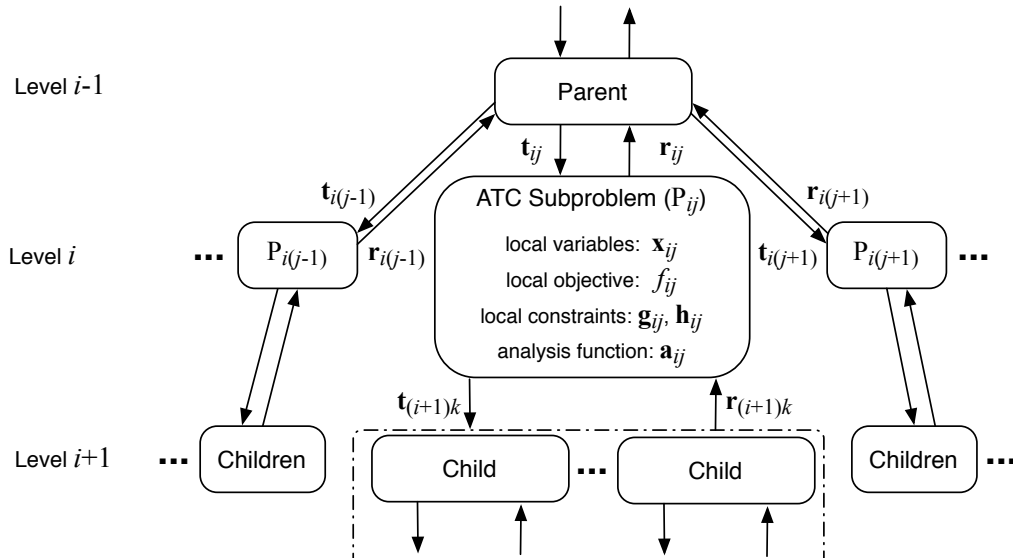 Level i-1
Parent
t_ij
r_ij
t_i(j-1)
ATC Subproblem (P_ij)
r_i(j+1)
Level i
...
P_i(j-1)
r_i(j-1)
local variables: x_ij
local objective: f_ij
local constraints: g_ij, h_ij
analysis function: a_ij
t_i(j+1)
P_i(j+1)
...
t_(i+1)k
r_(i+1)k
Level i+1
...
Children
Child
...
Child
...
Children
...